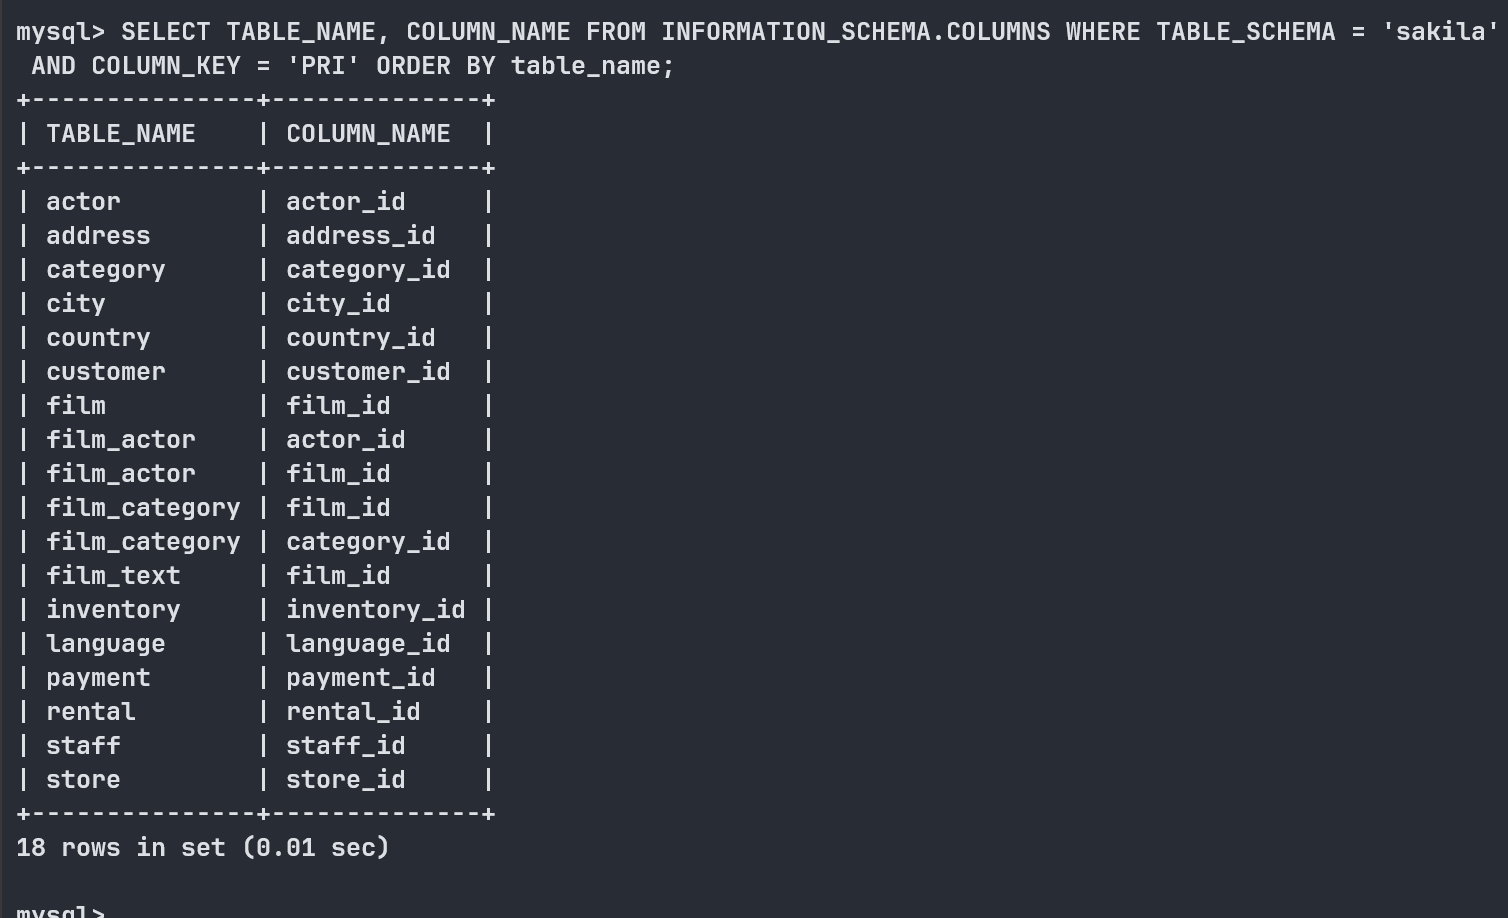 mysql> SELECT TABLE_NAME, COLUMN_NAME FROM INFORMATION_SCHEMA.COLUMNS WHERE TABLE_SCHEMA = 'sakila'
 AND COLUMN_KEY = 'PRI' ORDER BY table_name;
+---------------+--------------+
| TABLE_NAME    | COLUMN_NAME  |
+---------------+--------------+
| actor         | actor_id     |
| address       | address_id   |
| category      | category_id  |
| city          | city_id      |
| country       | country_id   |
| customer      | customer_id  |
| film          | film_id      |
| film_actor    | actor_id     |
| film_actor    | film_id      |
| film_category | film_id      |
| film_category | category_id  |
| film_text     | film_id      |
| inventory     | inventory_id |
| language      | language_id  |
| payment       | payment_id   |
| rental        | rental_id    |
| staff         | staff_id     |
| store         | store_id     |
+---------------+--------------+
18 rows in set (0.01 sec)

mysql>